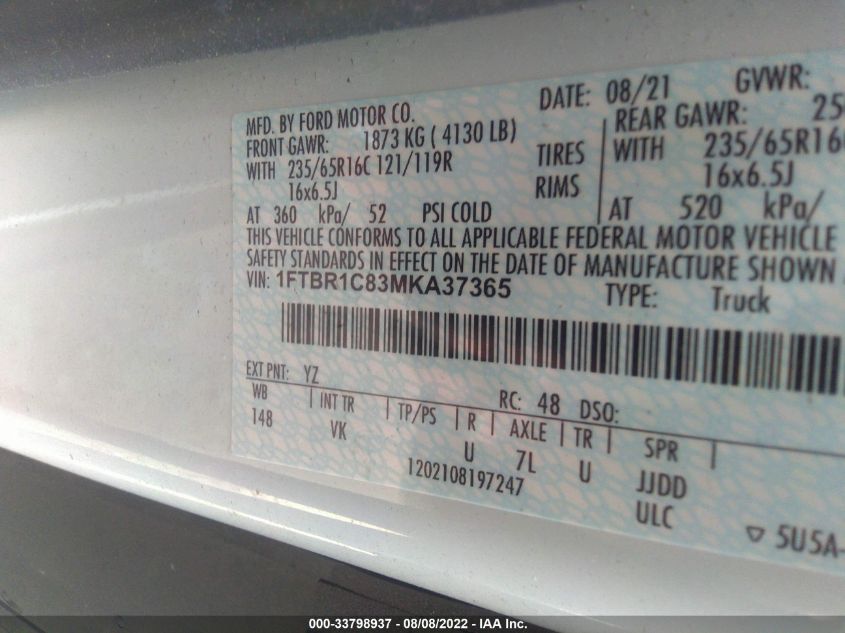 DATE: 08/21 GVWR:
MFD. BY FORD MOTOR CO.
FRONT GAWR: 1873 KG ( 4130 LB) REAR GAWR: 25
WITH 235/65R16C 121/119R TIRES WITH 235/65R16
16x6.5J RIMS 16x6.5J
AT 360 kPa/ 52 PSI COLD AT 520 kPa/
THIS VEHICLE CONFORMS TO ALL APPLICABLE FEDERAL MOTOR VEHICLE
SAFETY STANDARDS IN EFFECT ON THE DATE OF MANUFACTURE SHOWN
VIN: 1FTBR1C83MKA37365 TYPE: Truck
EXT PNT: YZ RC: 48 DSO:
WB INT TR TP/PS R AXLE TR SPR
148 VK U 7L U JJDD
1202108197247 ULC
5U5A-
000-33798937 - 08/08/2022 - IAA Inc.